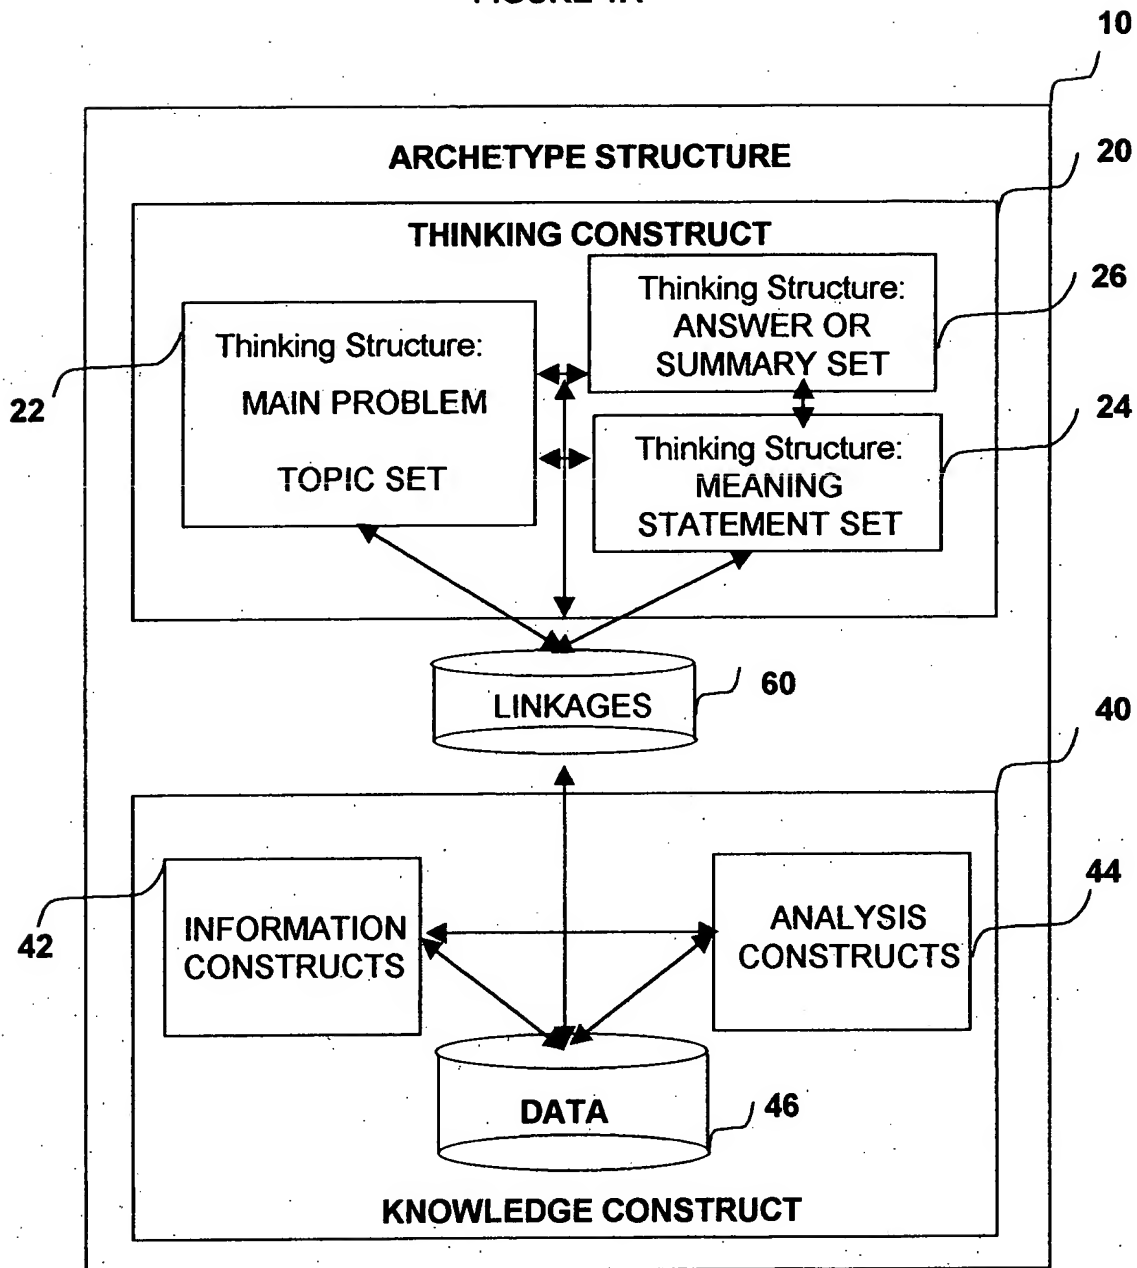 10
ARCHETYPE STRUCTURE
20
THINKING CONSTRUCT
Thinking Structure:
ANSWER OR
SUMMARY SET
26
Thinking Structure:
MAIN PROBLEM
TOPIC SET
22
Thinking Structure:
MEANING
STATEMENT SET
24
LINKAGES
60
40
INFORMATION
CONSTRUCTS
42
ANALYSIS
CONSTRUCTS
44
DATA
46
KNOWLEDGE CONSTRUCT